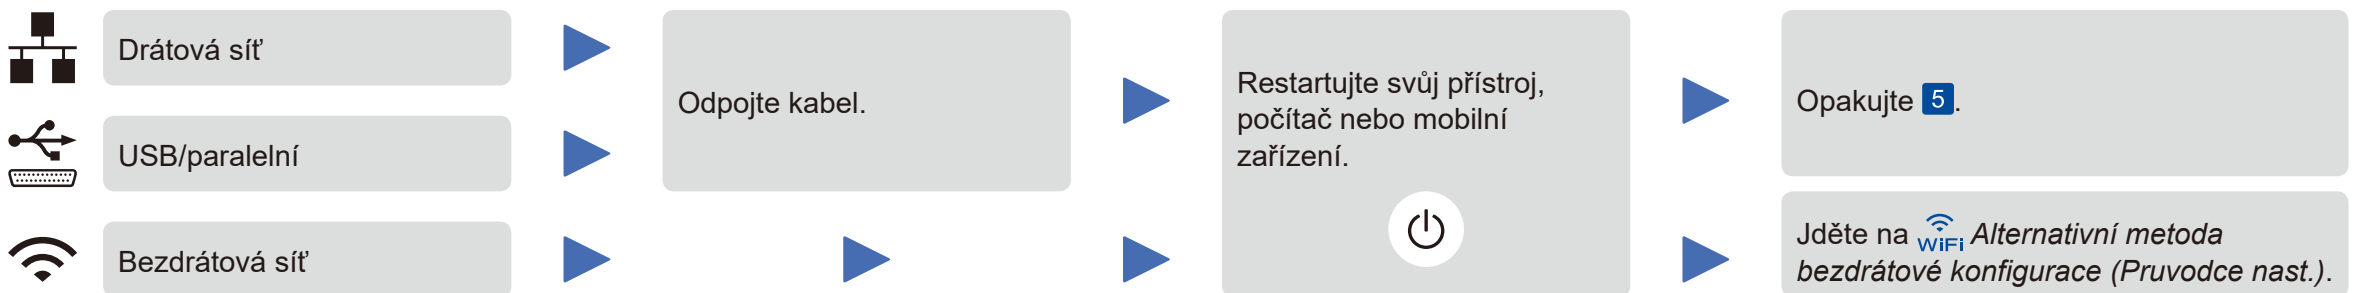 Drátová síť
USB/paralelní
Bezdrátová síť
Odpojte kabel.
Restartujte svůj přístroj,
počítač nebo mobilní
zařízení.
Opakujte 5.
Jděte na WiFi Alternativní metoda
bezdrátové konfigurace (Pruvodce nast.).